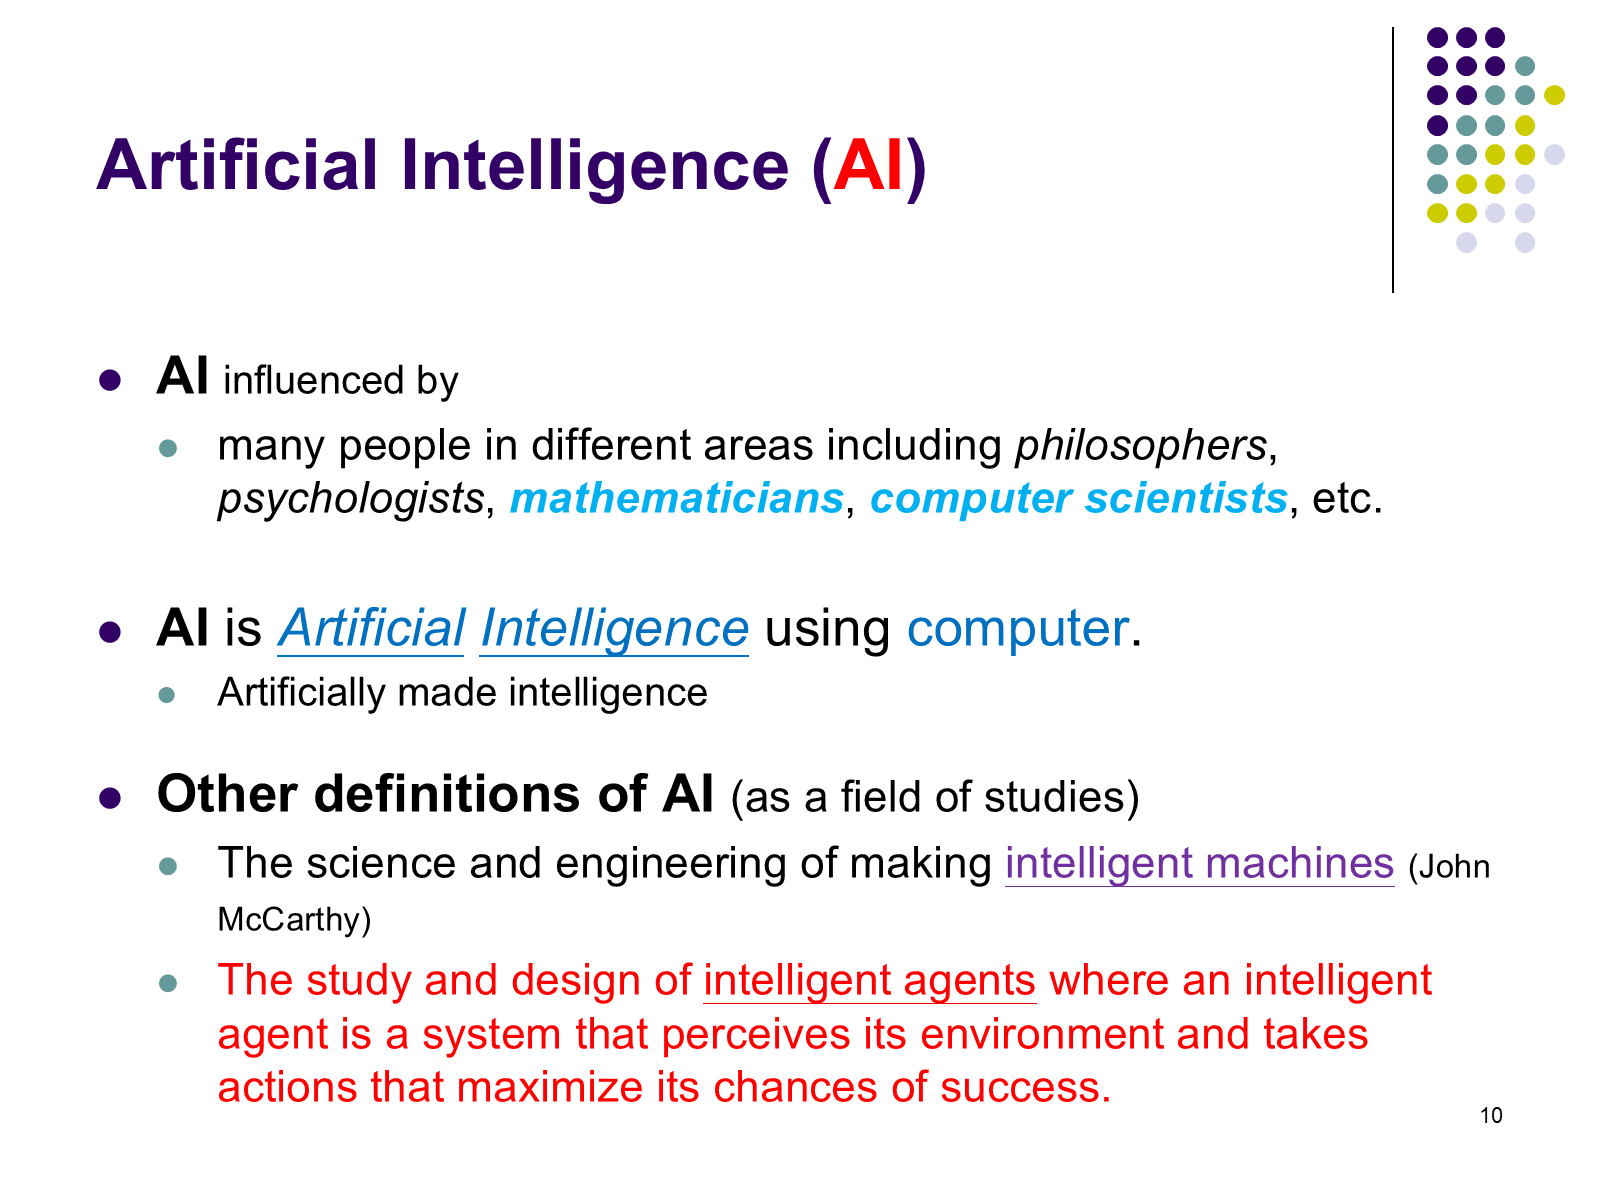 Artificial Intelligence (AI)
AI influenced by
many people in different areas including philosophers,
psychologists, mathematicians, computer scientists, etc.
AI is Artificial Intelligence using computer.
Artificially made intelligence
Other definitions of AI (as a field of studies)
The science and engineering of making intelligent machines (John
McCarthy)
The study and design of intelligent agents where an intelligent
agent is a system that perceives its environment and takes
actions that maximize its chances of success.
10